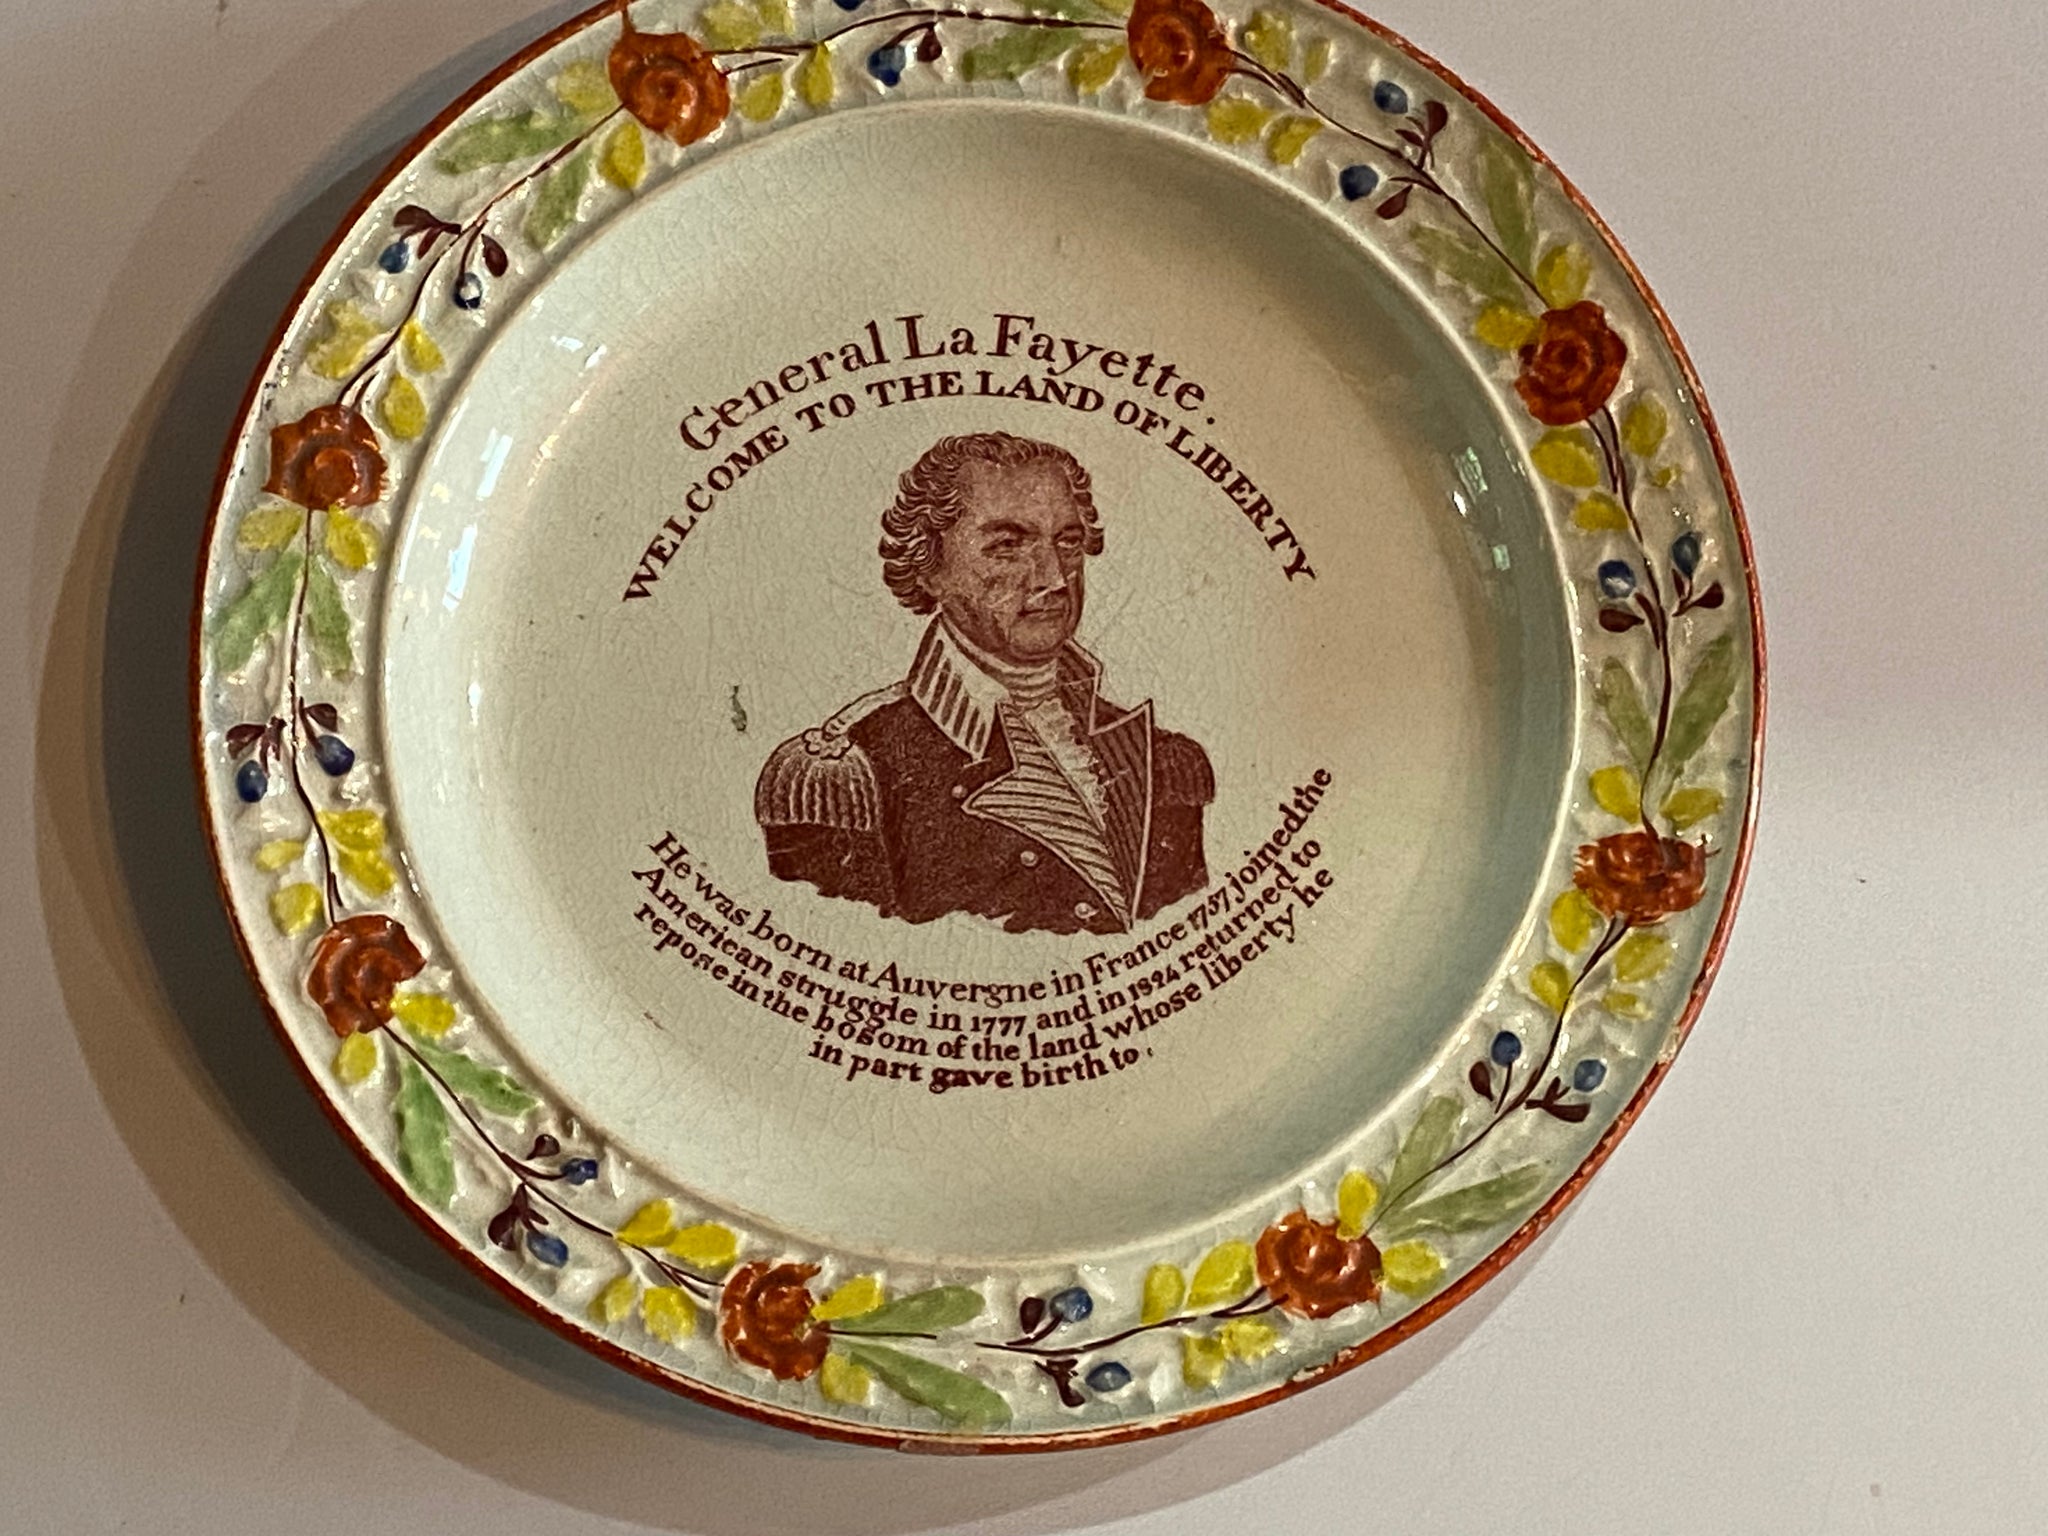 General La Fayette.
WELCOME TO THE LAND OF LIBERTY
He was born at Auvergne in France 1757 joined the
American struggle in 1777 and in 1824 returned to
repose in the bosom of the land whose liberty he
in part gave birth to.